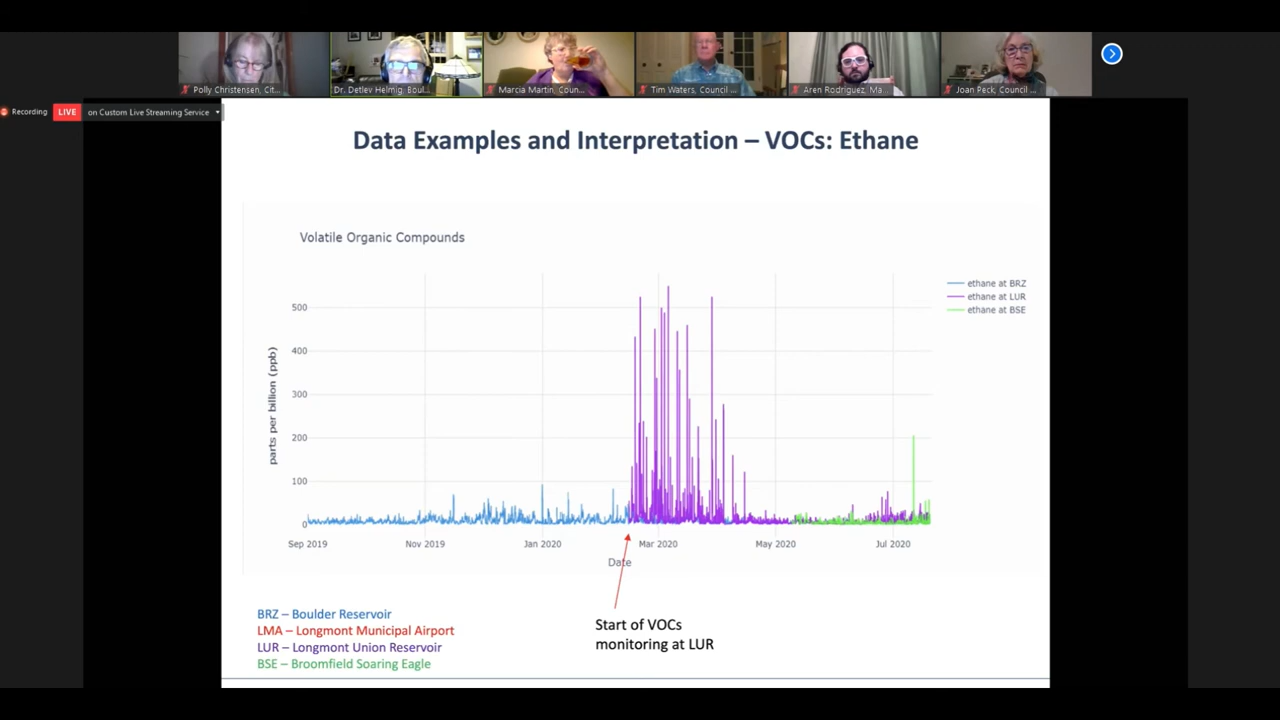 Polly Christensen, Cit...
Dr. Detlev Helmig, Boul...
Marcia Martin, Coun...
Tim Waters, Council ...
Aren Rodriguez, Ma...
Joan Peck, Council ...
Recording
LIVE
on Custom Live Streaming Service
Data Examples and Interpretation – VOCs: Ethane
Volatile Organic Compounds
ethane at BRZ
ethane at LUR
ethane at BSE
parts per billion (ppb)
500
400
300
200
100
0
Sep 2019
Nov 2019
Jan 2020
Mar 2020
May 2020
Jul 2020
Date
BRZ – Boulder Reservoir
LMA – Longmont Municipal Airport
LUR – Longmont Union Reservoir
BSE – Broomfield Soaring Eagle
Start of VOCs
monitoring at LUR